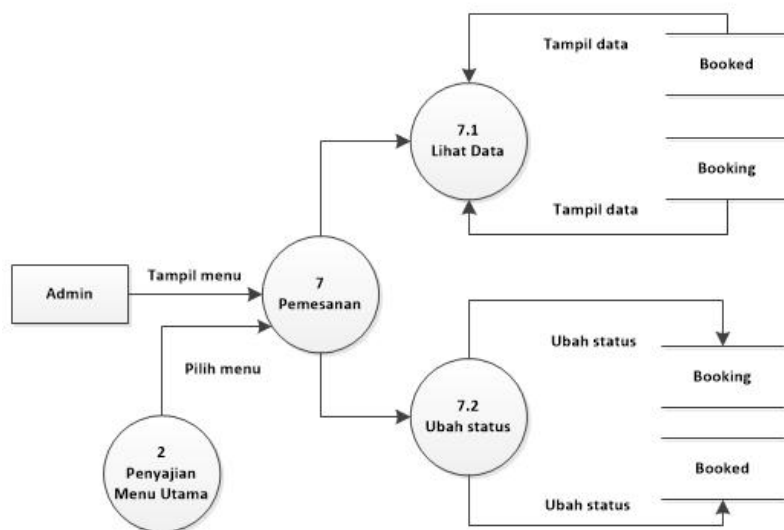 Tampil data
Booked
7.1
Lihat Data
Booking
Tampil data
7
Pemesanan
Admin
Tampil menu
Pilih menu
Ubah status
Booking
7.2
Ubah status
2
Penyajian
Menu Utama
Booked
Ubah status